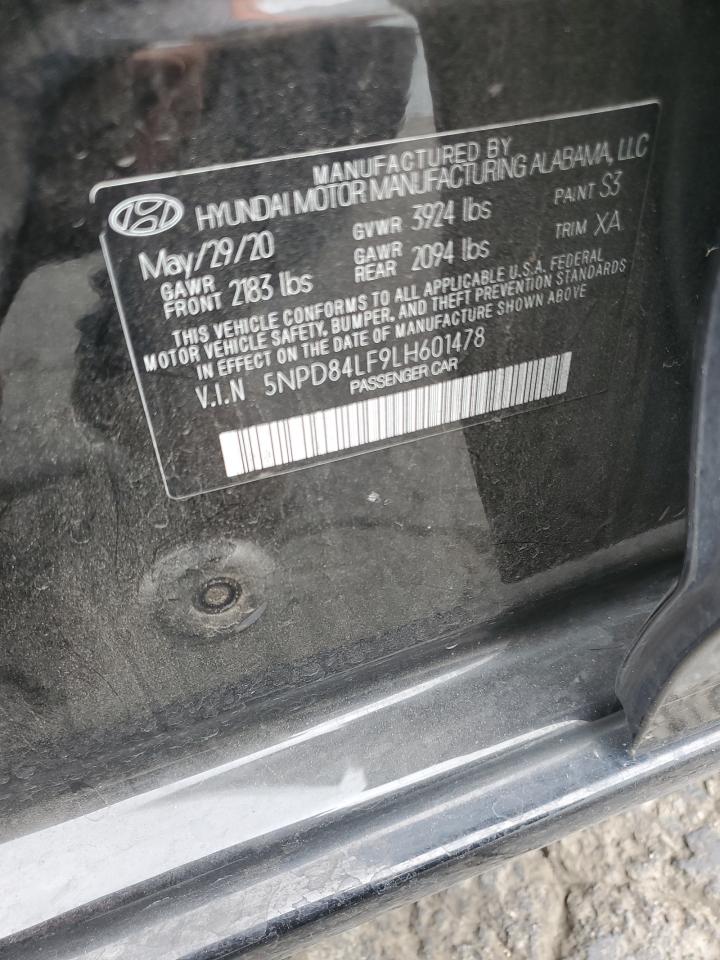 MANUFACTURED BY
HYUNDAI MOTOR MANUFACTURING ALABAMA, LLC
May/29/20 GVWR 3924 lbs PAINT S3
GAWR FRONT 2183 lbs GAWR REAR 2094 lbs TRIM XA
THIS VEHICLE CONFORMS TO ALL APPLICABLE U.S.A. FEDERAL
MOTOR VEHICLE SAFETY, BUMPER, AND THEFT PREVENTION STANDARDS
IN EFFECT ON THE DATE OF MANUFACTURE SHOWN ABOVE
V.I.N 5NPD84LF9LH601478
PASSENGER CAR